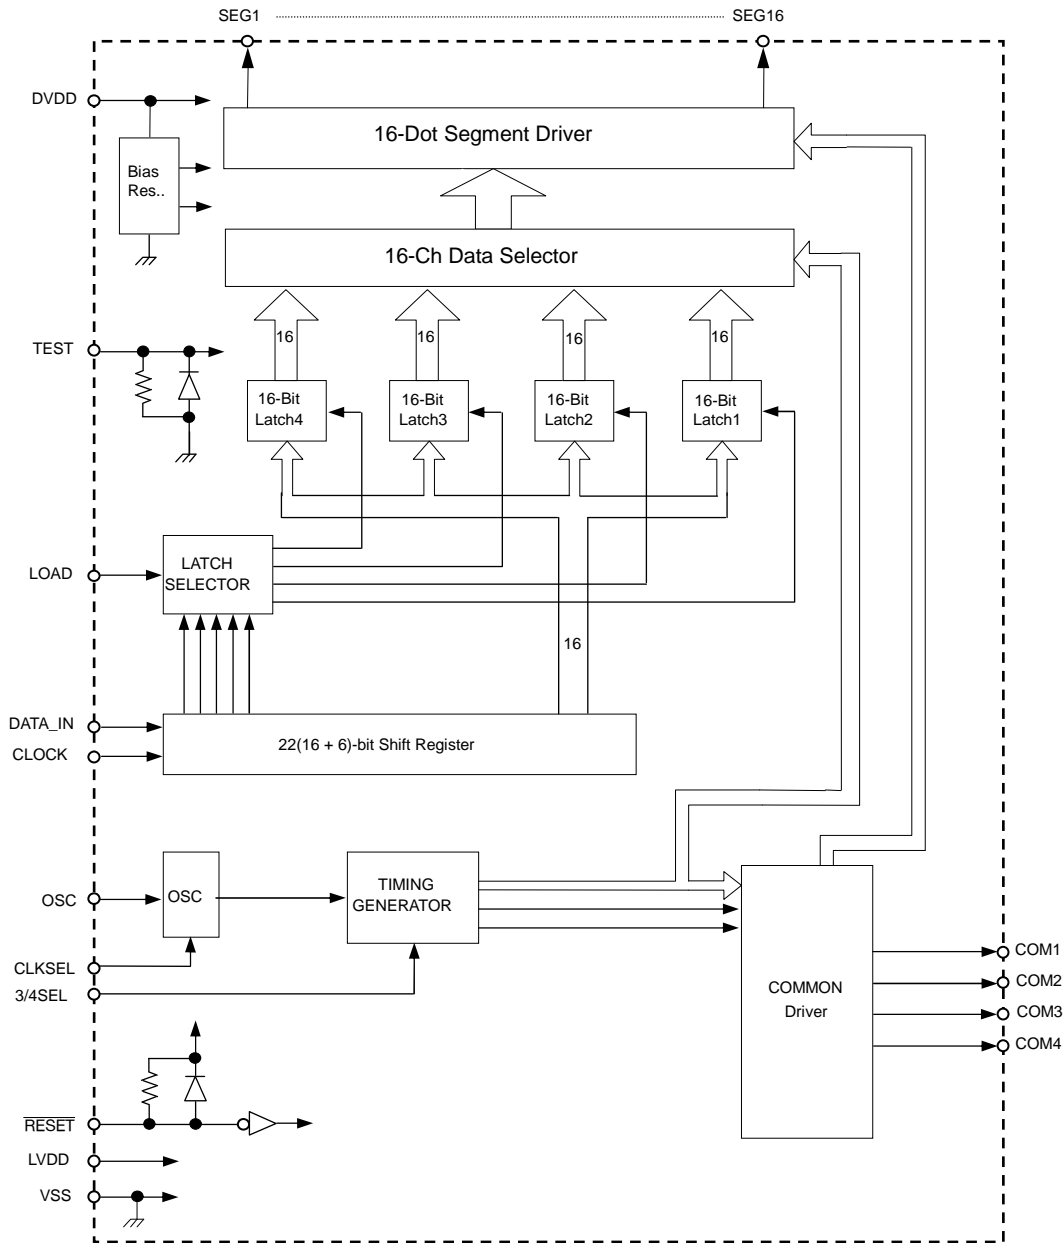 SEG1
SEG16
DVDD
16-Dot Segment Driver
Bias
Res..
16-Ch Data Selector
TEST
16
16
16
16
16-Bit
Latch4
16-Bit
Latch3
16-Bit
Latch2
16-Bit
Latch1
LOAD
LATCH
SELECTOR
16
DATA_IN
CLOCK
22(16 + 6)-bit Shift Register
OSC
OSC
TIMING
GENERATOR
CLKSEL
3/4SEL
COMMON
Driver
COM1
COM2
COM3
COM4
RESET
LVDD
VSS